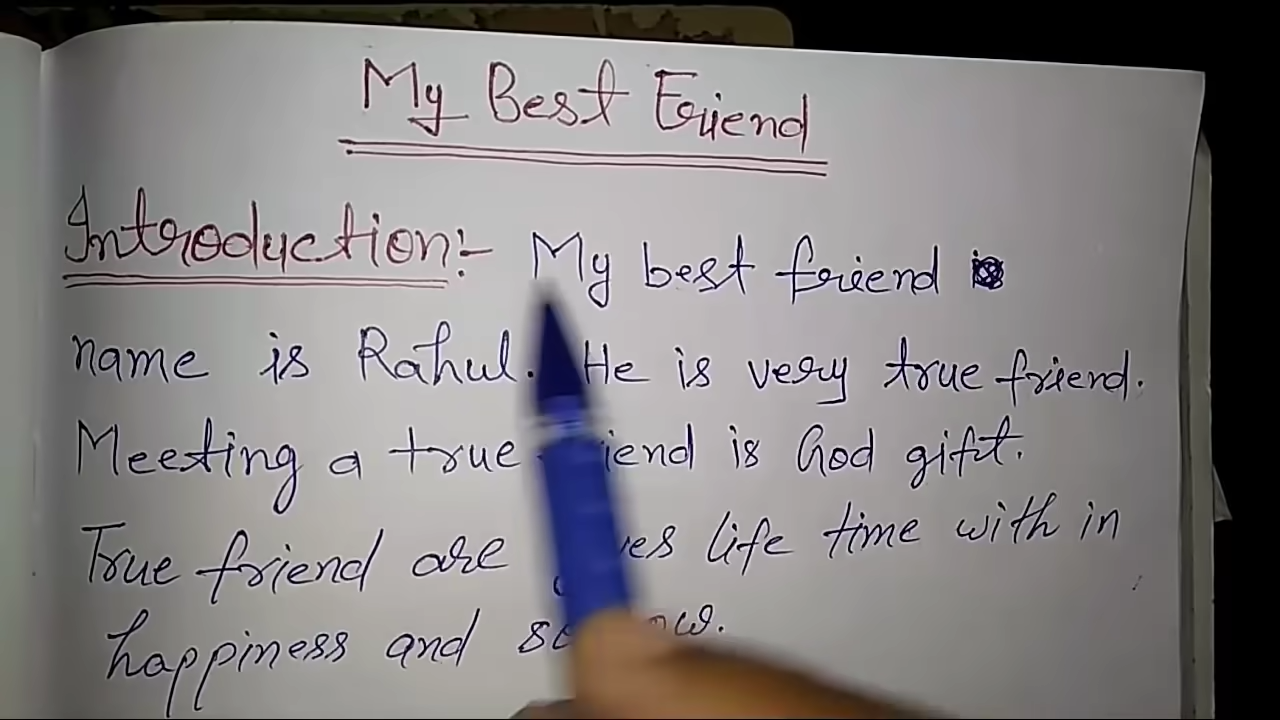 My Best Friend
Introduction:- My best friend
name is Rahul. He is very true friend.
Meeting a true is God gift.
True friend are life time with in
happiness and